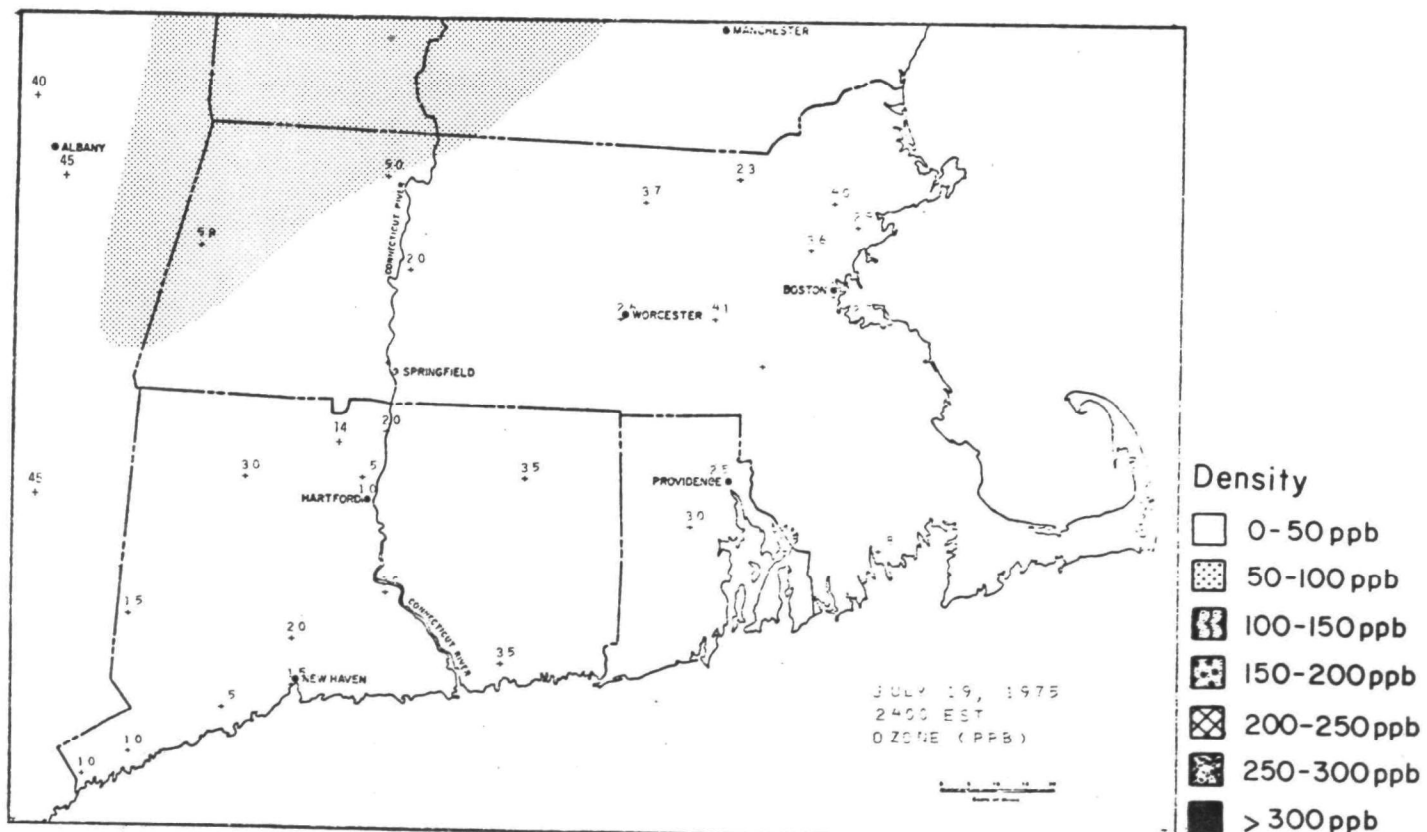 MANCHESTER
40
ALBANY
45
50
23
37
40
58
CONNECTICUT RIVER
20
36
BOSTON
WORCESTER
41
SPRINGFIELD
14
20
30
5
35
45
10
HARTFORD
25
PROVIDENCE
30
15
20
CONNECTICUT RIVER
35
15
NEW HAVEN
5
10
10
JULY 19, 1975
2400 EST
OZONE (PPB)
Density
0-50 ppb
50-100 ppb
100-150 ppb
150-200 ppb
200-250 ppb
250-300 ppb
> 300 ppb